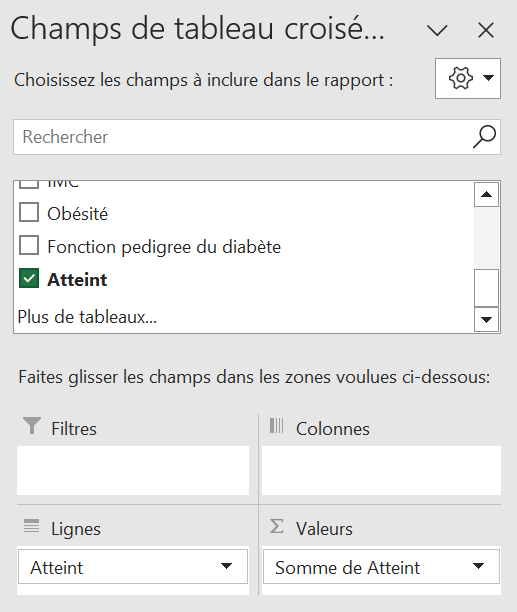 Champs de tableau croisé...
Choisissez les champs à inclure dans le rapport :
Rechercher
IMC
Obésité
Fonction pedigree du diabète
Atteint
Plus de tableaux...
Faites glisser les champs dans les zones voulues ci-dessous:
Filtres
Colonnes
Lignes
Valeurs
Atteint
Somme de Atteint